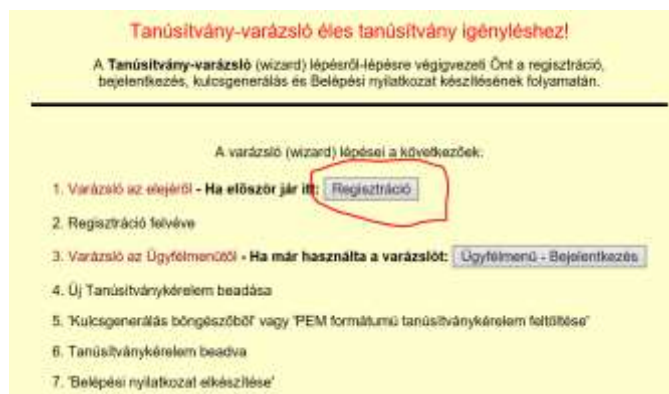 Tanúsítvány-varázsló éles tanúsítvány igényléshez!
A Tanúsítvány-varázsló (wizard) lépésről-lépésre végigvezeti Önt a regisztráció,
bejelentkezés, kulcsgenerálás és Belépési nyilatkozat készítésének folyamatán.
A varázsló (wizard) lépései a következőek:
1. Varázsló az elejéről - Ha először jár itt: Regisztráció
2. Regisztráció felvéve
3. Varázsló az Ügyfélmenütől - Ha már használta a varázslót: Ügyfélmenü - Bejelentkezés
4. Új Tanúsítványkérelem beadása
5. 'Kulcsgenerálás böngészőből' vagy 'PEM formátumú tanúsítványkérelem feltöltése'
6. Tanúsítványkérelem beadva
7. 'Belépési nyilatkozat elkészítése'